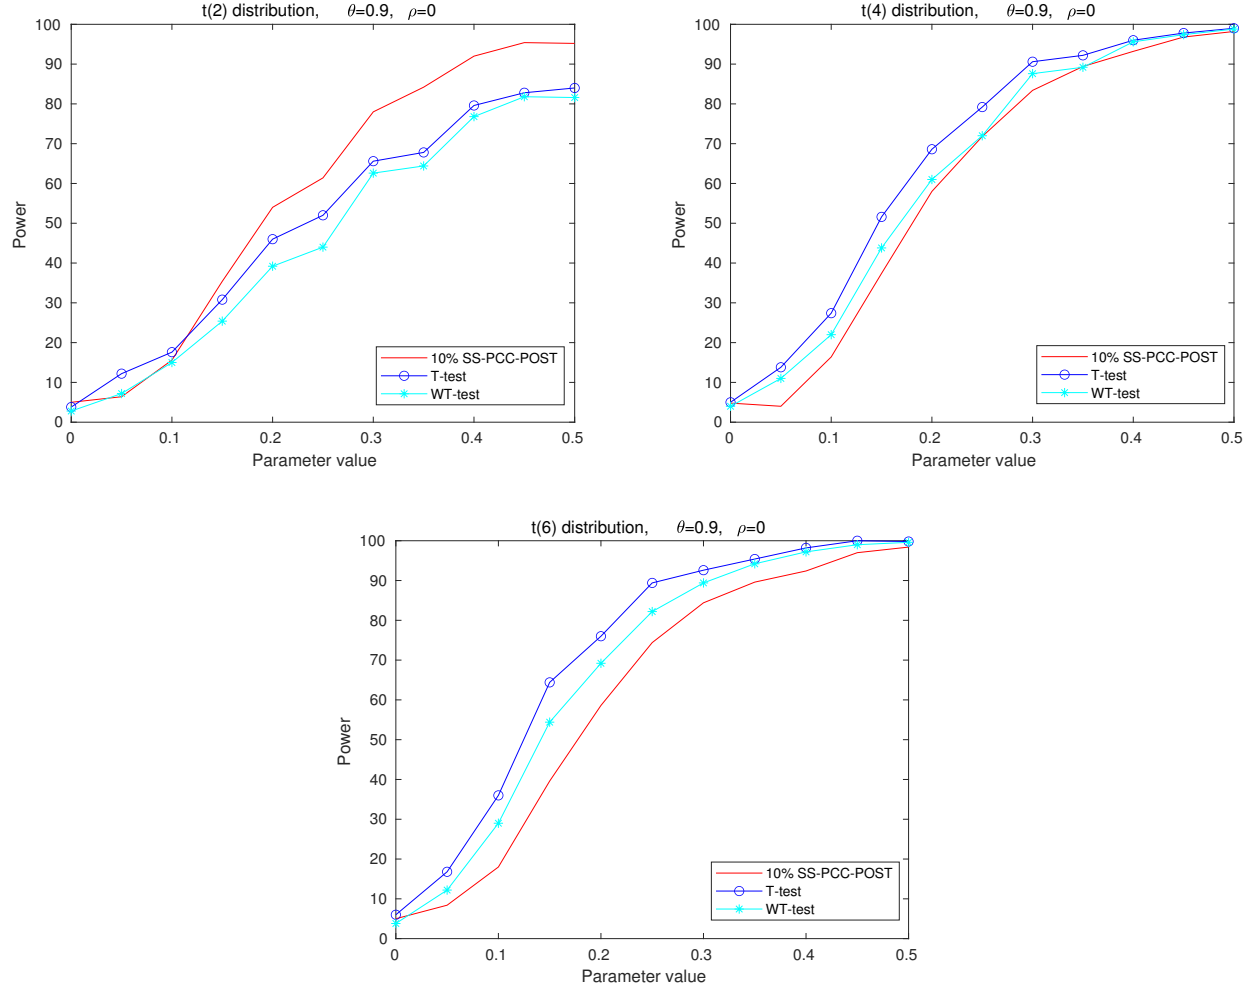 t(2) distribution, θ=0.9, ρ=0
100
90
80
70
60
50
40
30
20
10
0
Power
0 0.1 0.2 0.3 0.4 0.5
Parameter value
10% SS-PCC-POST
T-test
WT-test
t(4) distribution, θ=0.9, ρ=0
100
90
80
70
60
50
40
30
20
10
0
Power
0 0.1 0.2 0.3 0.4 0.5
Parameter value
10% SS-PCC-POST
T-test
WT-test
t(6) distribution, θ=0.9, ρ=0
100
90
80
70
60
50
40
30
20
10
0
Power
0 0.1 0.2 0.3 0.4 0.5
Parameter value
10% SS-PCC-POST
T-test
WT-test